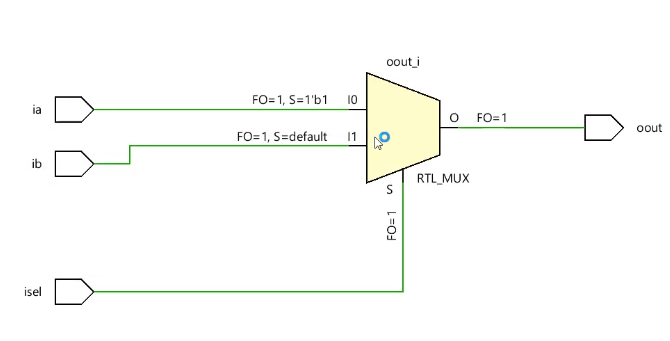 oout_i
ia
FO=1, S=1'b1
I0
O
FO=1
oout
FO=1, S=default
I1
ib
RTL_MUX
S
FO=1
isel